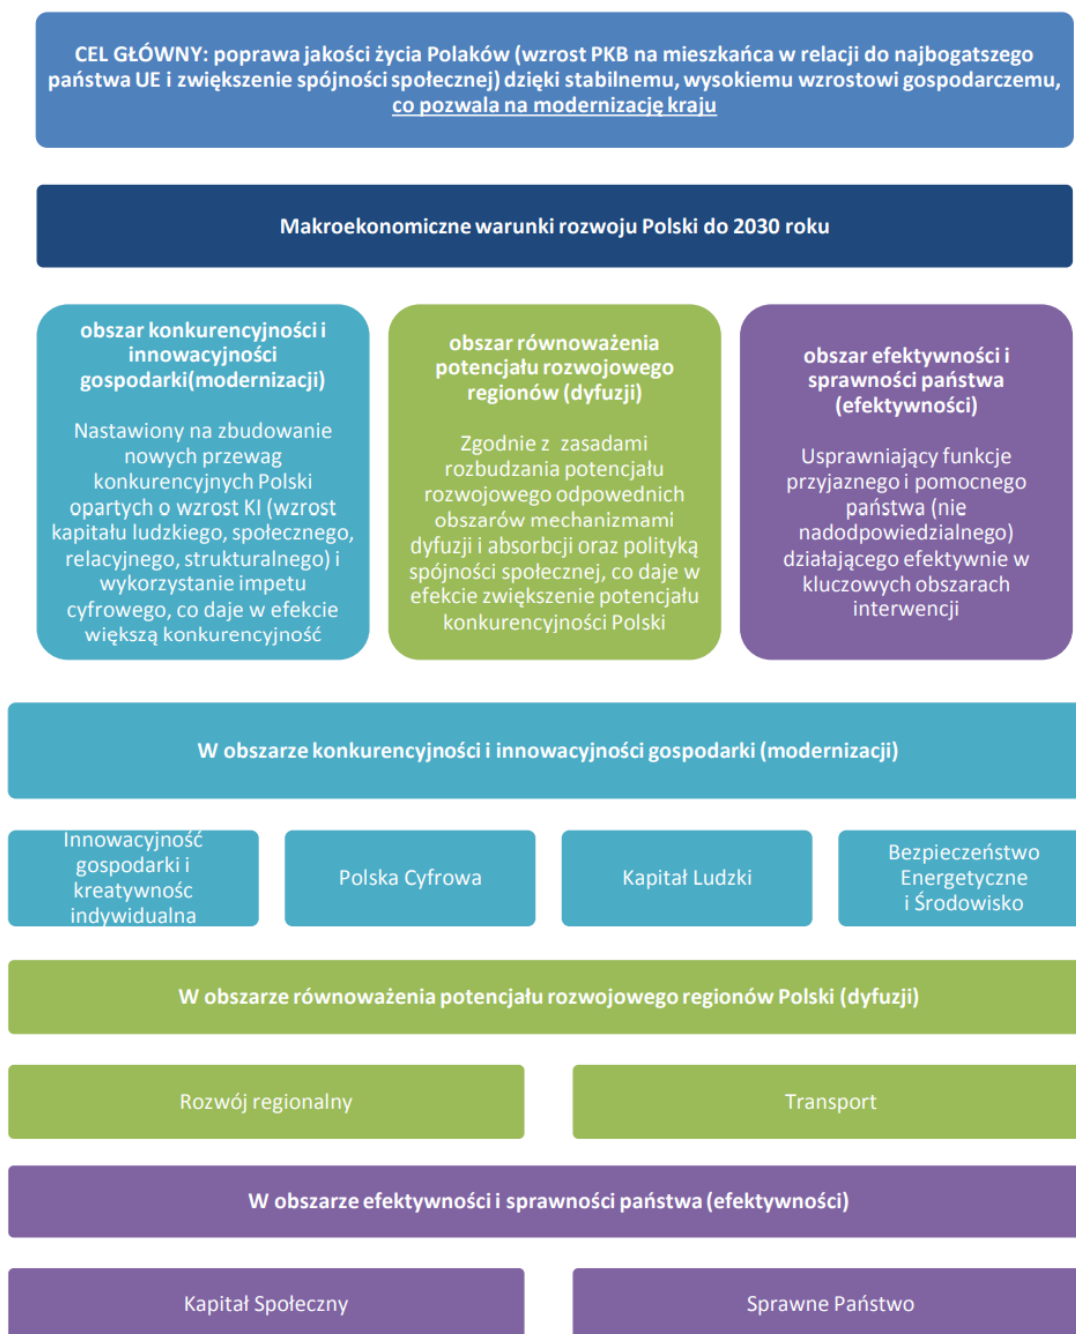 CEL GŁÓWNY: poprawa jakości życia Polaków (wzrost PKB na mieszkańca w relacji do najbogatszego
państwa UE i zwiększenie spójności społecznej) dzięki stabilnemu, wysokiemu wzrostowi gospodarczemu,
co pozwala na modernizację kraju
Makroekonomiczne warunki rozwoju Polski do 2030 roku
obszar konkurencyjności i
innowacyjności
gospodarki(modernizacji)
Nastawiony na zbudowanie
nowych przewag
konkurencyjnych Polski
opartych o wzrost KI (wzrost
kapitału ludzkiego, społecznego,
relacyjnego, strukturalnego) i
wykorzystanie impetu
cyfrowego, co daje w efekcie
większą konkurencyjność
obszar równoważenia
potencjału rozwojowego
regionów (dyfuzji)
Zgodnie z zasadami
rozbudzania potencjału
rozwojowego odpowednich
obszarów mechanizmami
dyfuzji i absorbcji oraz polityką
spójności społecznej, co daje w
efekcie zwiększenie potencjału
konkurencyjności Polski
obszar efektywności i
sprawności państwa
(efektywności)
Usprawniający funkcje
przyjaznego i pomocnego
państwa (nie
nadodpowiedzialnego)
działającego efektywnie w
kluczowych obszarach
interwencji
W obszarze konkurencyjności i innowacyjności gospodarki (modernizacji)
Innowacyjność
gospodarki i
kreatywnośc
indywidualna
Polska Cyfrowa
Kapitał Ludzki
Bezpieczeństwo
Energetyczne
i Środowisko
W obszarze równoważenia potencjału rozwojowego regionów Polski (dyfuzji)
Rozwój regionalny
Transport
W obszarze efektywności i sprawności państwa (efektywności)
Kapitał Społeczny
Sprawne Państwo